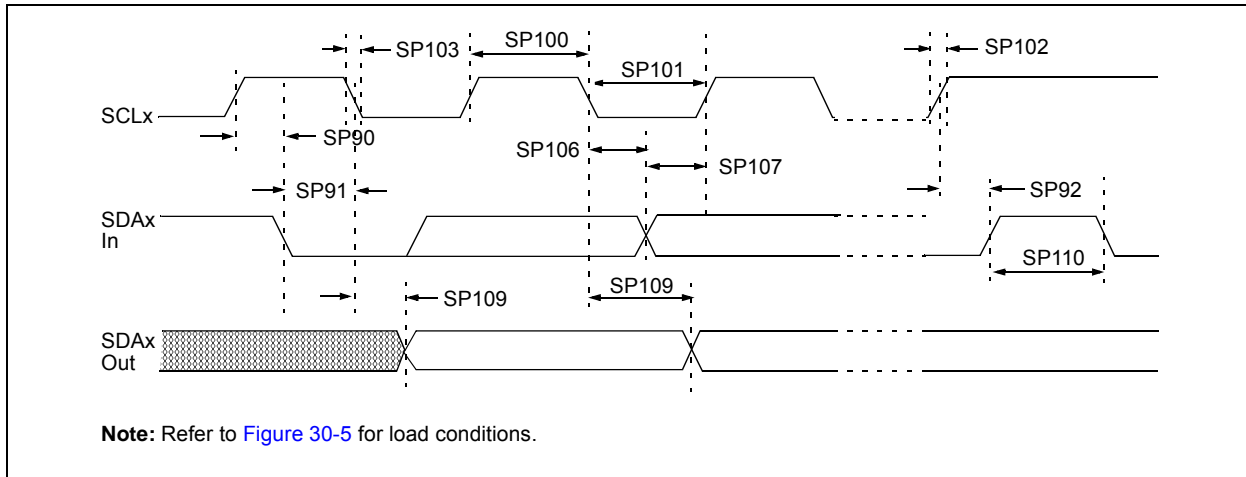 SP103
SP100
SP101
SP102
SCLx
SP90
SP106
SP107
SP91
SP92
SDAx
In
SP110
SP109
SP109
SDAx
Out
Note: Refer to Figure 30-5 for load conditions.